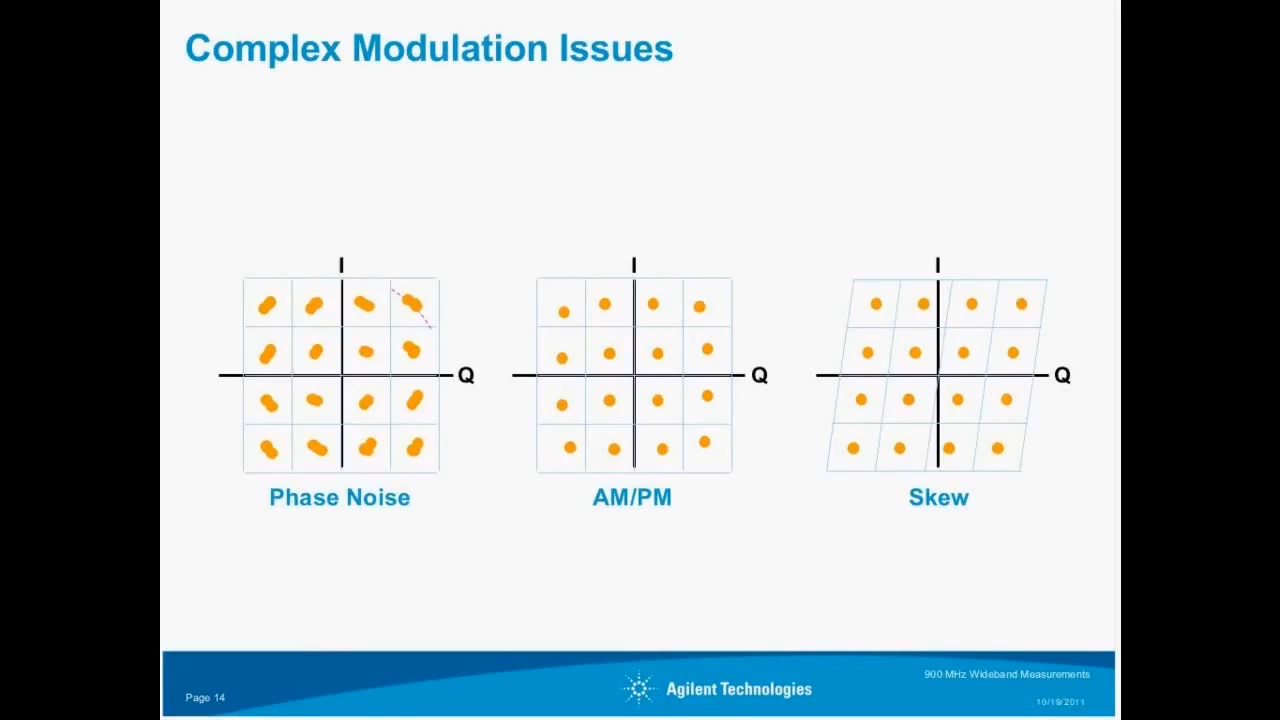 Complex Modulation Issues
I
I
I
Q
Q
Q
Phase Noise
AM/PM
Skew
900 MHz Wideband Measurements
Page 14
Agilent Technologies
10/19/2011